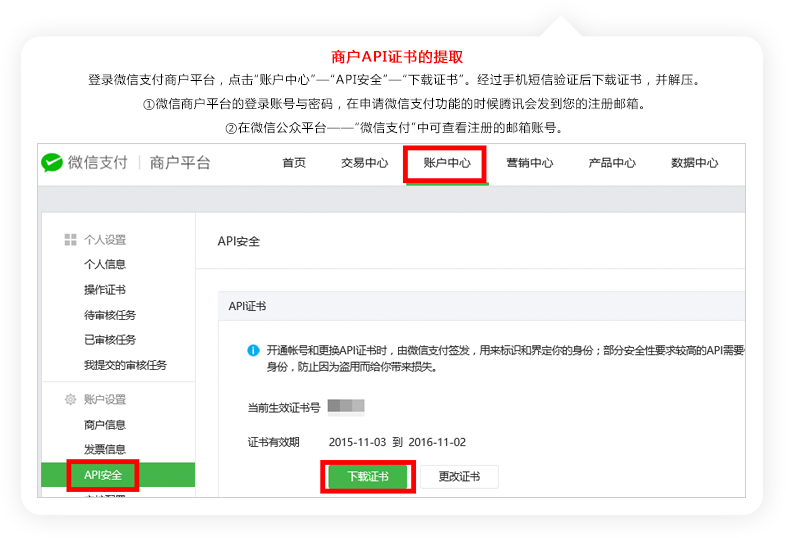 商户API证书的提取
登录微信支付商户平台，点击“账户中心”—“API安全”—“下载证书”。经过手机短信验证后下载证书，并解压。
①微信商户平台的登录账号与密码，在申请微信支付功能的时候腾讯会发到您的注册邮箱。
②在微信公众平台——“微信支付”中可查看注册的邮箱账号。
微信支付 | 商户平台 首页 交易中心 账户中心 营销中心 产品中心 数据中心
个人设置
个人信息
操作证书
待审核任务
已审核任务
我提交的审核任务
账户设置
商户信息
发票信息
API安全
API安全
API证书
开通帐号和更换API证书时，由微信支付签发，用来标识和界定你的身份；部分安全性要求较高的API需要
身份，防止因为盗用而给你带来损失。
当前生效证书号
证书有效期 2015-11-03 到 2016-11-02
下载证书 更改证书